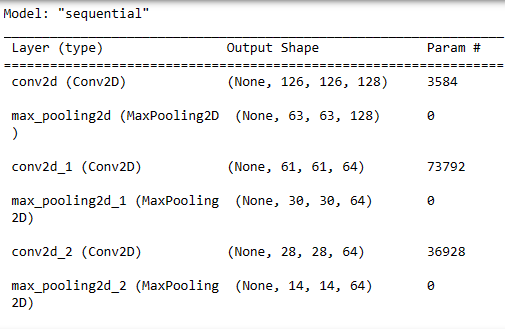 Model: "sequential"
Layer (type) Output Shape Param #
=================================================================
conv2d (Conv2D) (None, 126, 126, 128) 3584
max_pooling2d (MaxPooling2D (None, 63, 63, 128) 0
)
conv2d_1 (Conv2D) (None, 61, 61, 64) 73792
max_pooling2d_1 (MaxPooling (None, 30, 30, 64) 0
2D)
conv2d_2 (Conv2D) (None, 28, 28, 64) 36928
max_pooling2d_2 (MaxPooling (None, 14, 14, 64) 0
2D)